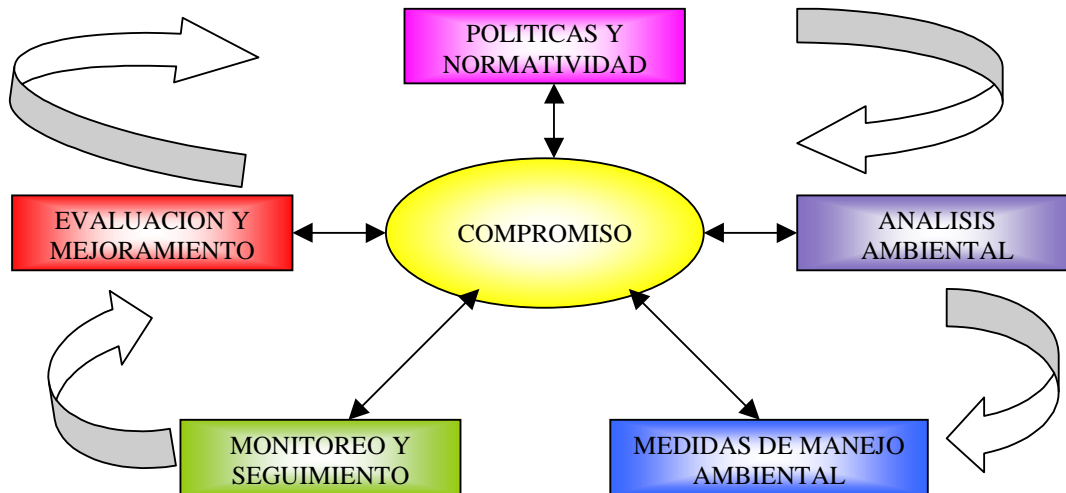 POLITICAS Y
NORMATIVIDAD
EVALUACION Y
MEJORAMIENTO
COMPROMISO
ANALISIS
AMBIENTAL
MONITOREO Y
SEGUIMIENTO
MEDIDAS DE MANEJO
AMBIENTAL